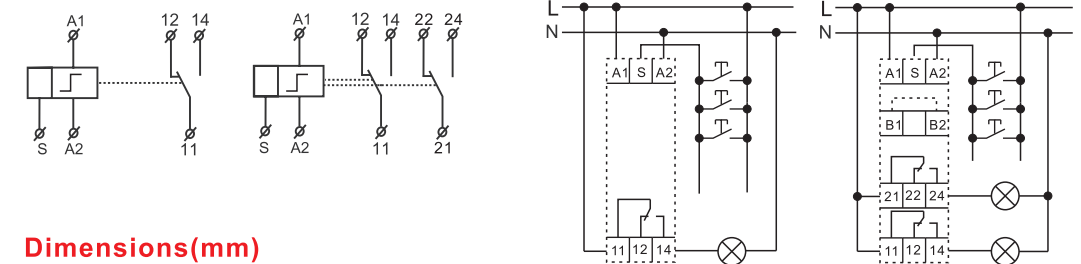 A1 12 14 A1 12 14 22 24
S A2 11 S A2 11 21
L
N
A1 S A2
11 12 14
L
N
A1 S A2
B1 B2
21 22 24
11 12 14
Dimensions(mm)